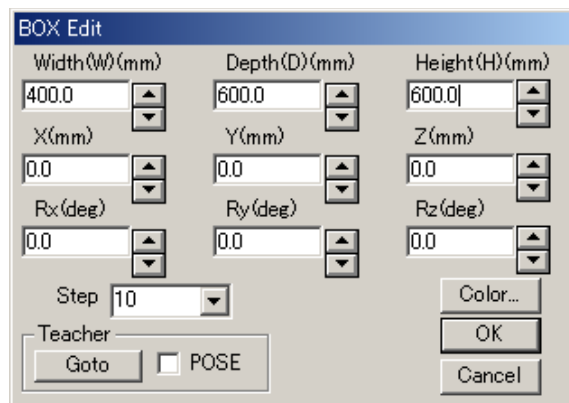 BOX Edit
Width(W)(mm) Depth(D)(mm) Height(H)(mm)
400.0 600.0 600.0
X(mm) Y(mm) Z(mm)
0.0 0.0 0.0
Rx(deg) Ry(deg) Rz(deg)
0.0 0.0 0.0
Step 10 Color...
Teacher OK
Goto POSE Cancel